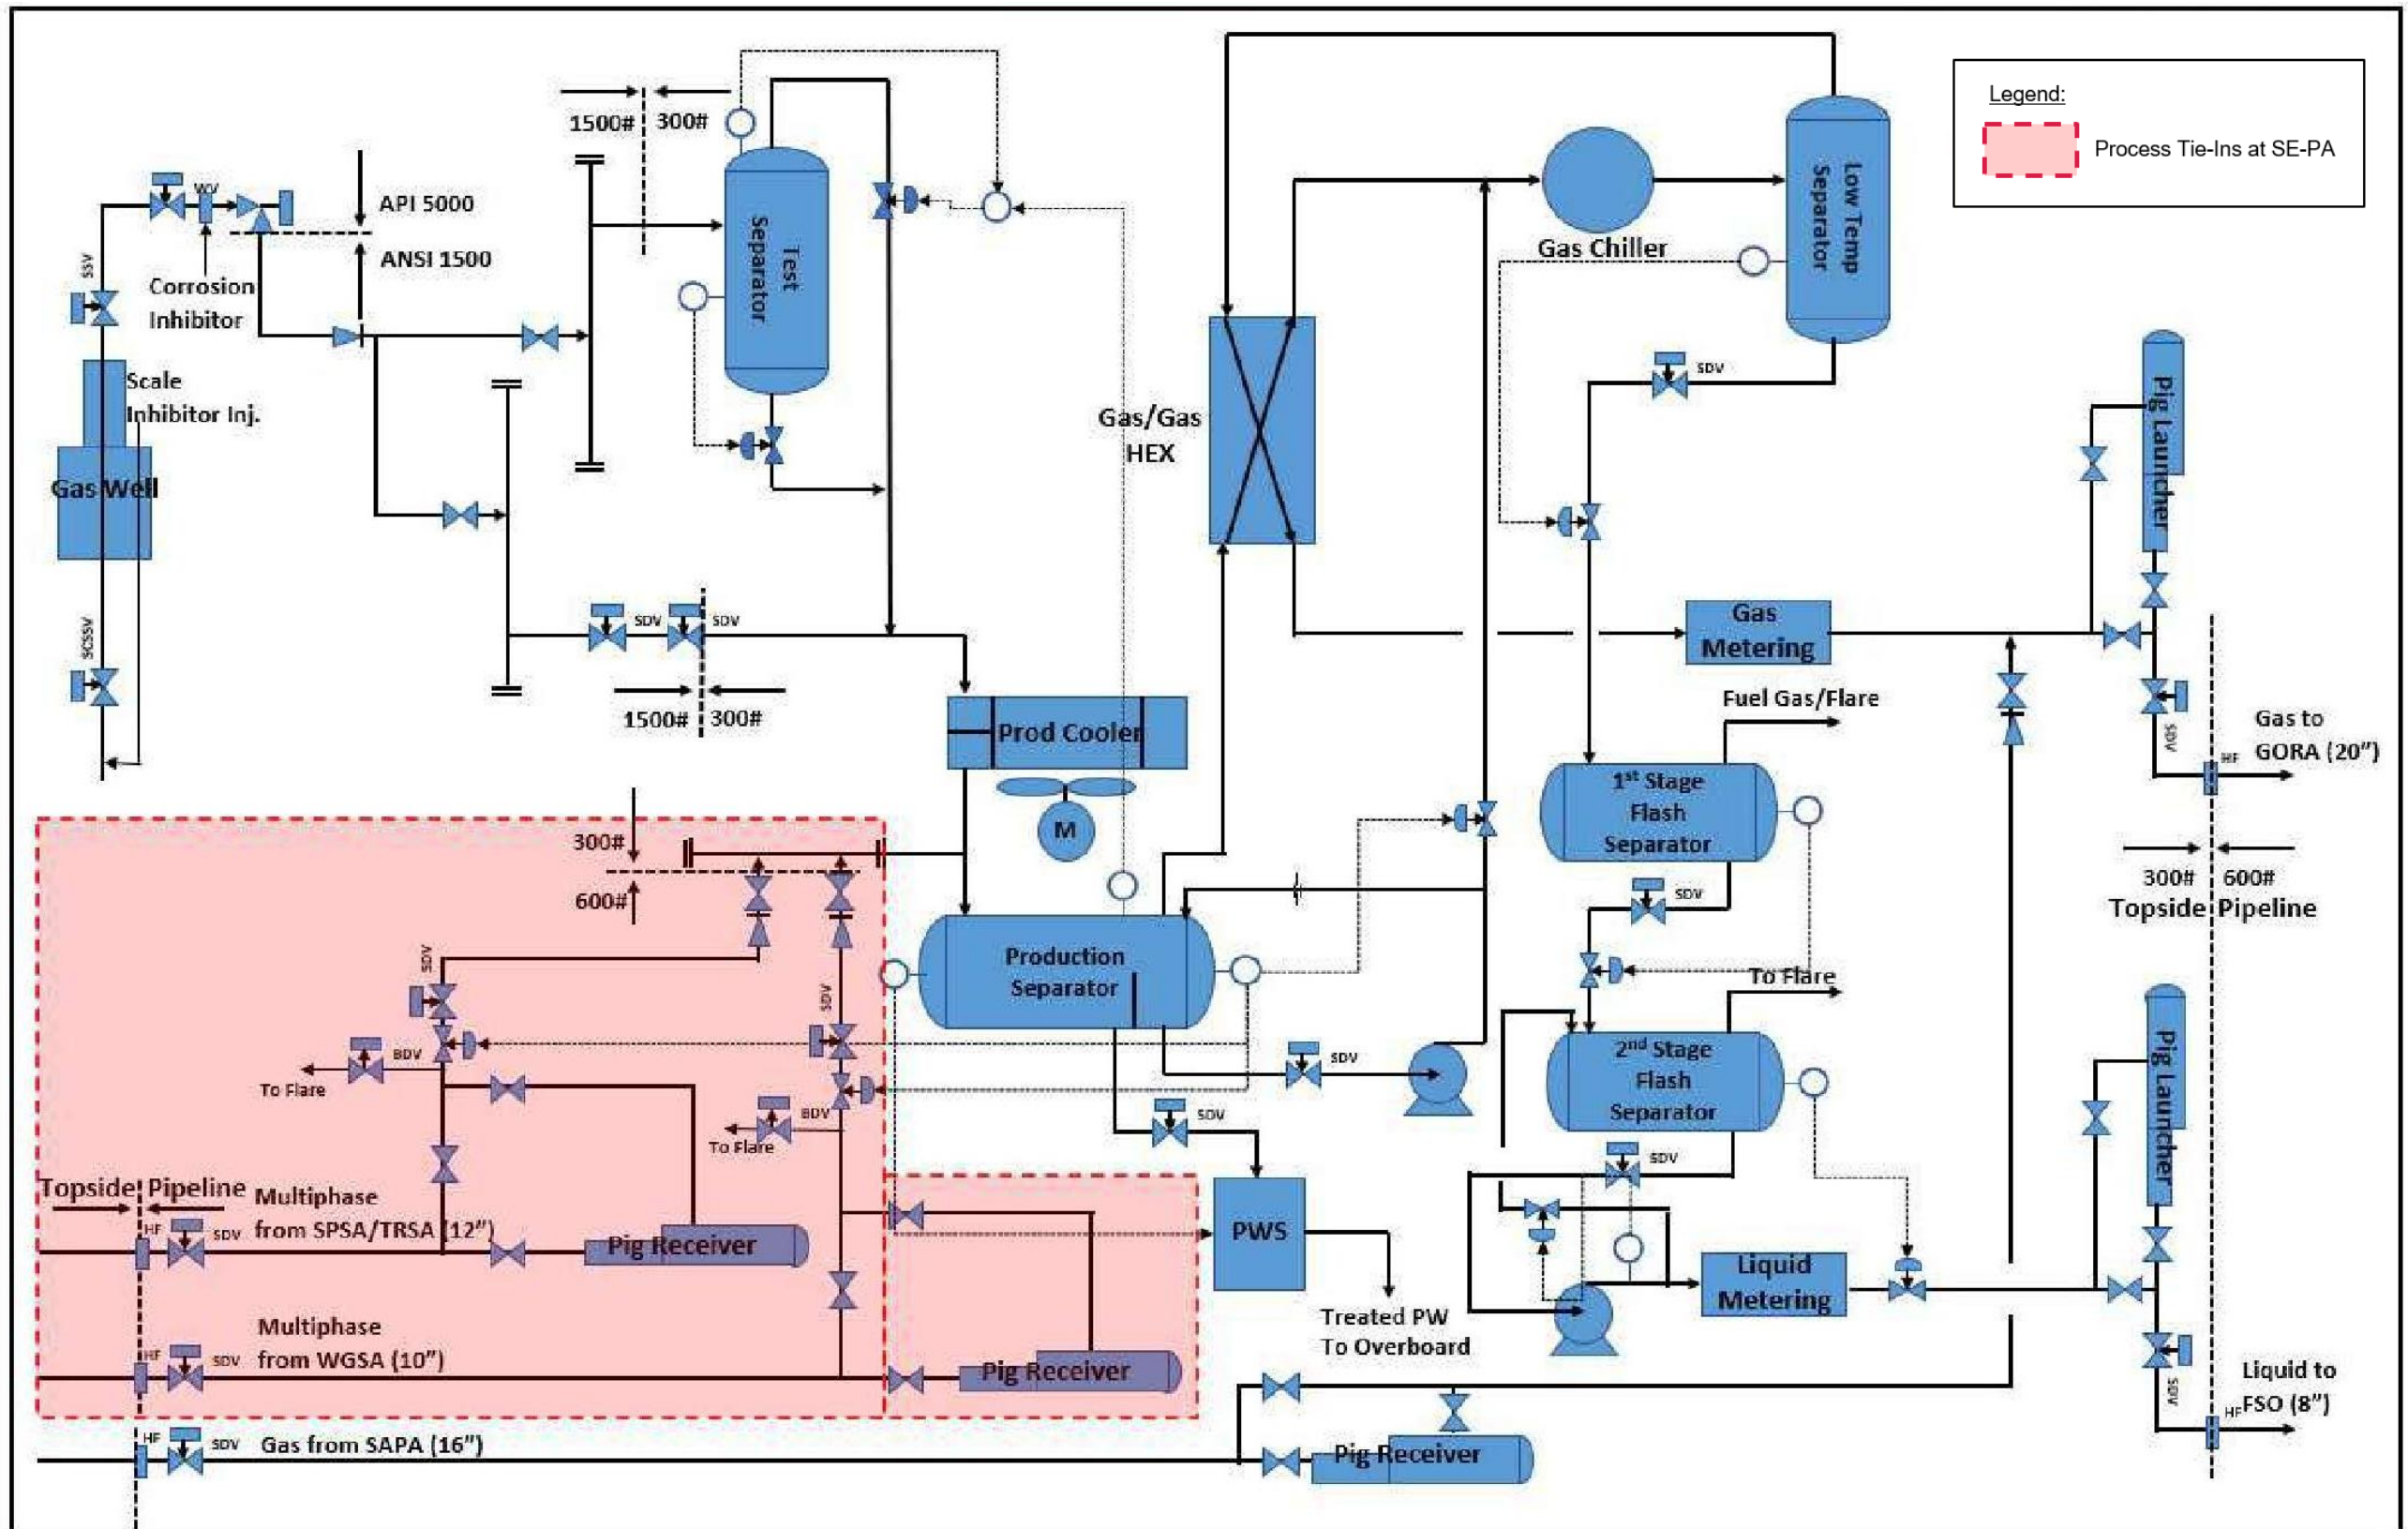 Legend:
Process Tie-Ins at SE-PA
1500#
300#
API 5000
ANSI 1500
WV
SSV
Corrosion
Inhibitor
Scale
Inhibitor Inj.
Gas Well
SCSSV
Test
Separator
SDV
SDV
1500#
300#
Prod Cooler
M
Gas/Gas
HEX
Gas Chiller
Low Temp
Separator
SDV
Gas
Metering
Pig Launcher
SDV
HF
Gas to
GORA (20”)
300#
600#
Topside
Pipeline
Fuel Gas/Flare
1st Stage
Flash
Separator
SDV
To Flare
2nd Stage
Flash
Separator
SDV
Production
Separator
SDV
SDV
PWS
Treated PW
To Overboard
Liquid
Metering
Pig Launcher
SDV
HF
Liquid to
FSO (8”)
300#
600#
SDV
SDV
BDV
To Flare
BDV
To Flare
Topside
Pipeline
Multiphase
from SPSA/TRSA (12”)
HF
SDV
Pig Receiver
Multiphase
from WGSA (10”)
HF
SDV
Pig Receiver
HF
SDV
Gas from SAPA (16”)
Pig Receiver